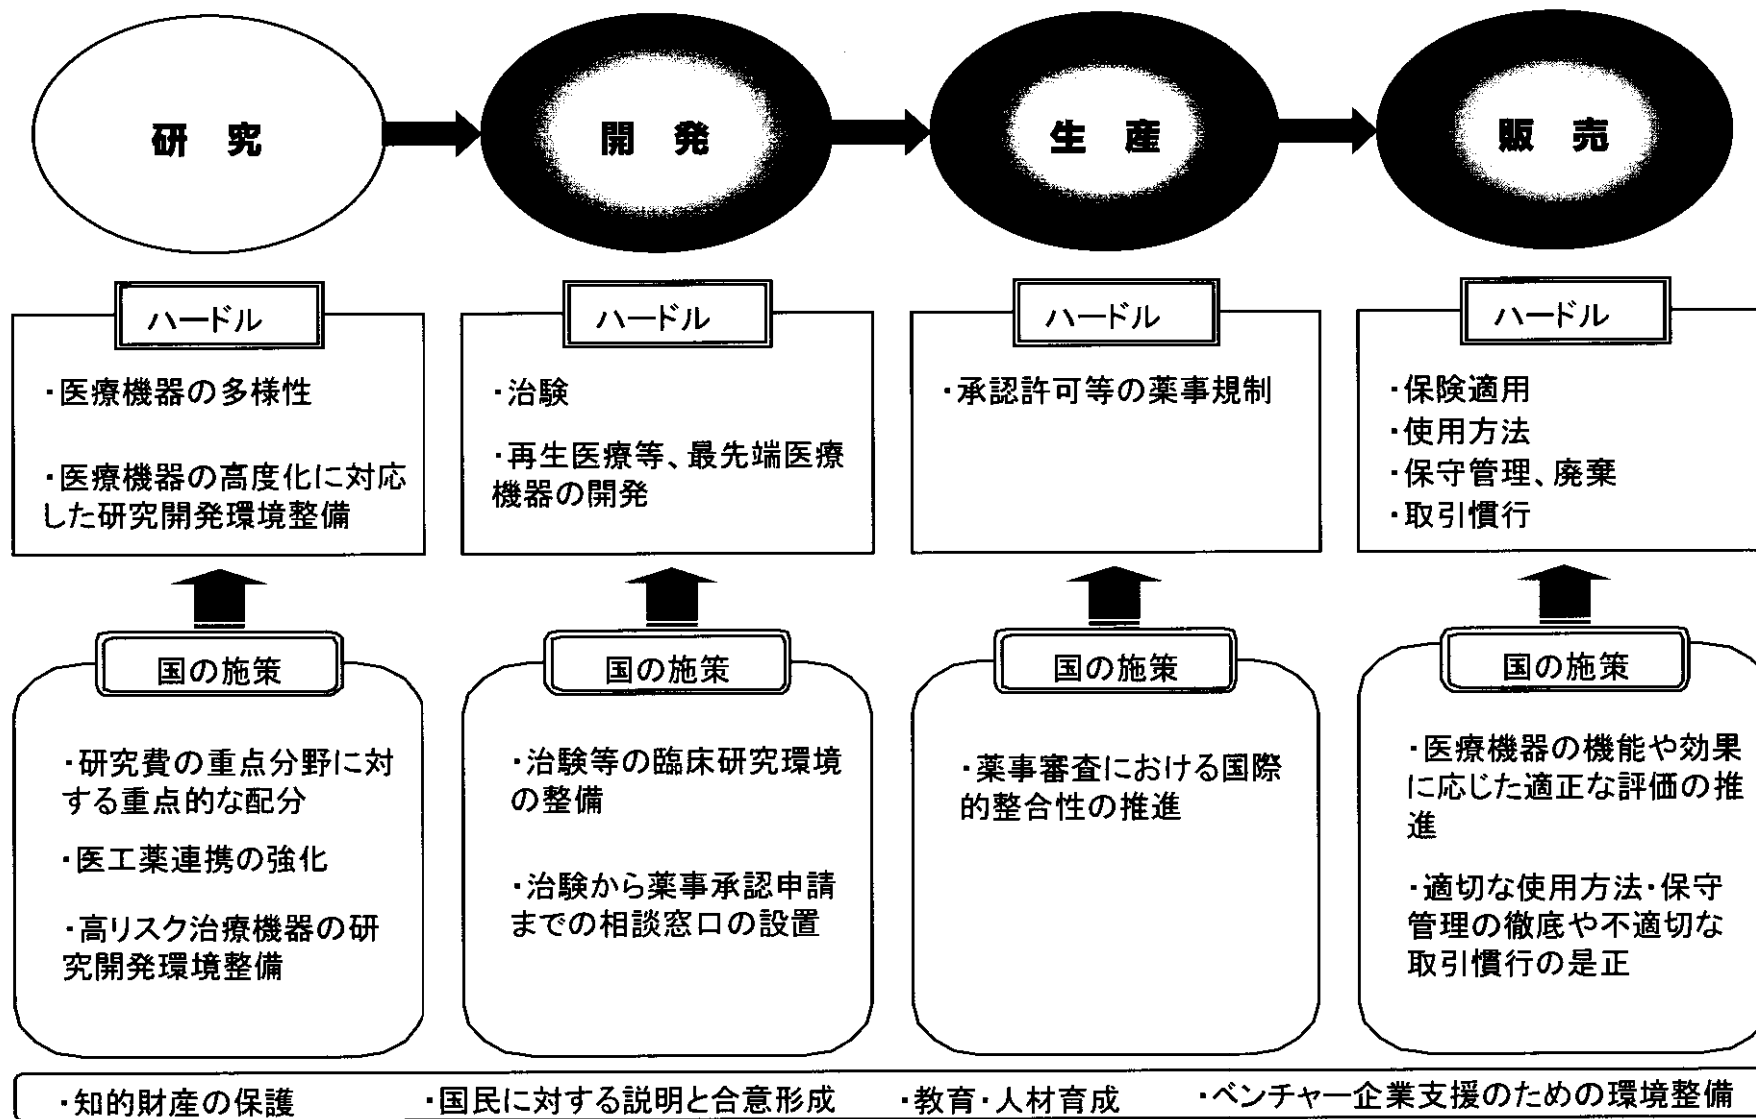 研究
開発
生産
販売
ハードル
・医療機器の多様性
・医療機器の高度化に対応
した研究開発環境整備
ハードル
・治験
・再生医療等、最先端医療
機器の開発
ハードル
・承認許可等の薬事規制
ハードル
・保険適用
・使用方法
・保守管理、廃棄
・取引慣行
国の施策
・研究費の重点分野に対
する重点的な配分
・医工薬連携の強化
・高リスク治療機器の研
究開発環境整備
国の施策
・治験等の臨床研究環境
の整備
・治験から薬事承認申請
までの相談窓口の設置
国の施策
・薬事審査における国際
的整合性の推進
国の施策
・医療機器の機能や効果
に応じた適正な評価の推
進
・適切な使用方法・保守
管理の徹底や不適切な
取引慣行の是正
・知的財産の保護 ・国民に対する説明と合意形成 ・教育・人材育成 ・ベンチャー企業支援のための環境整備